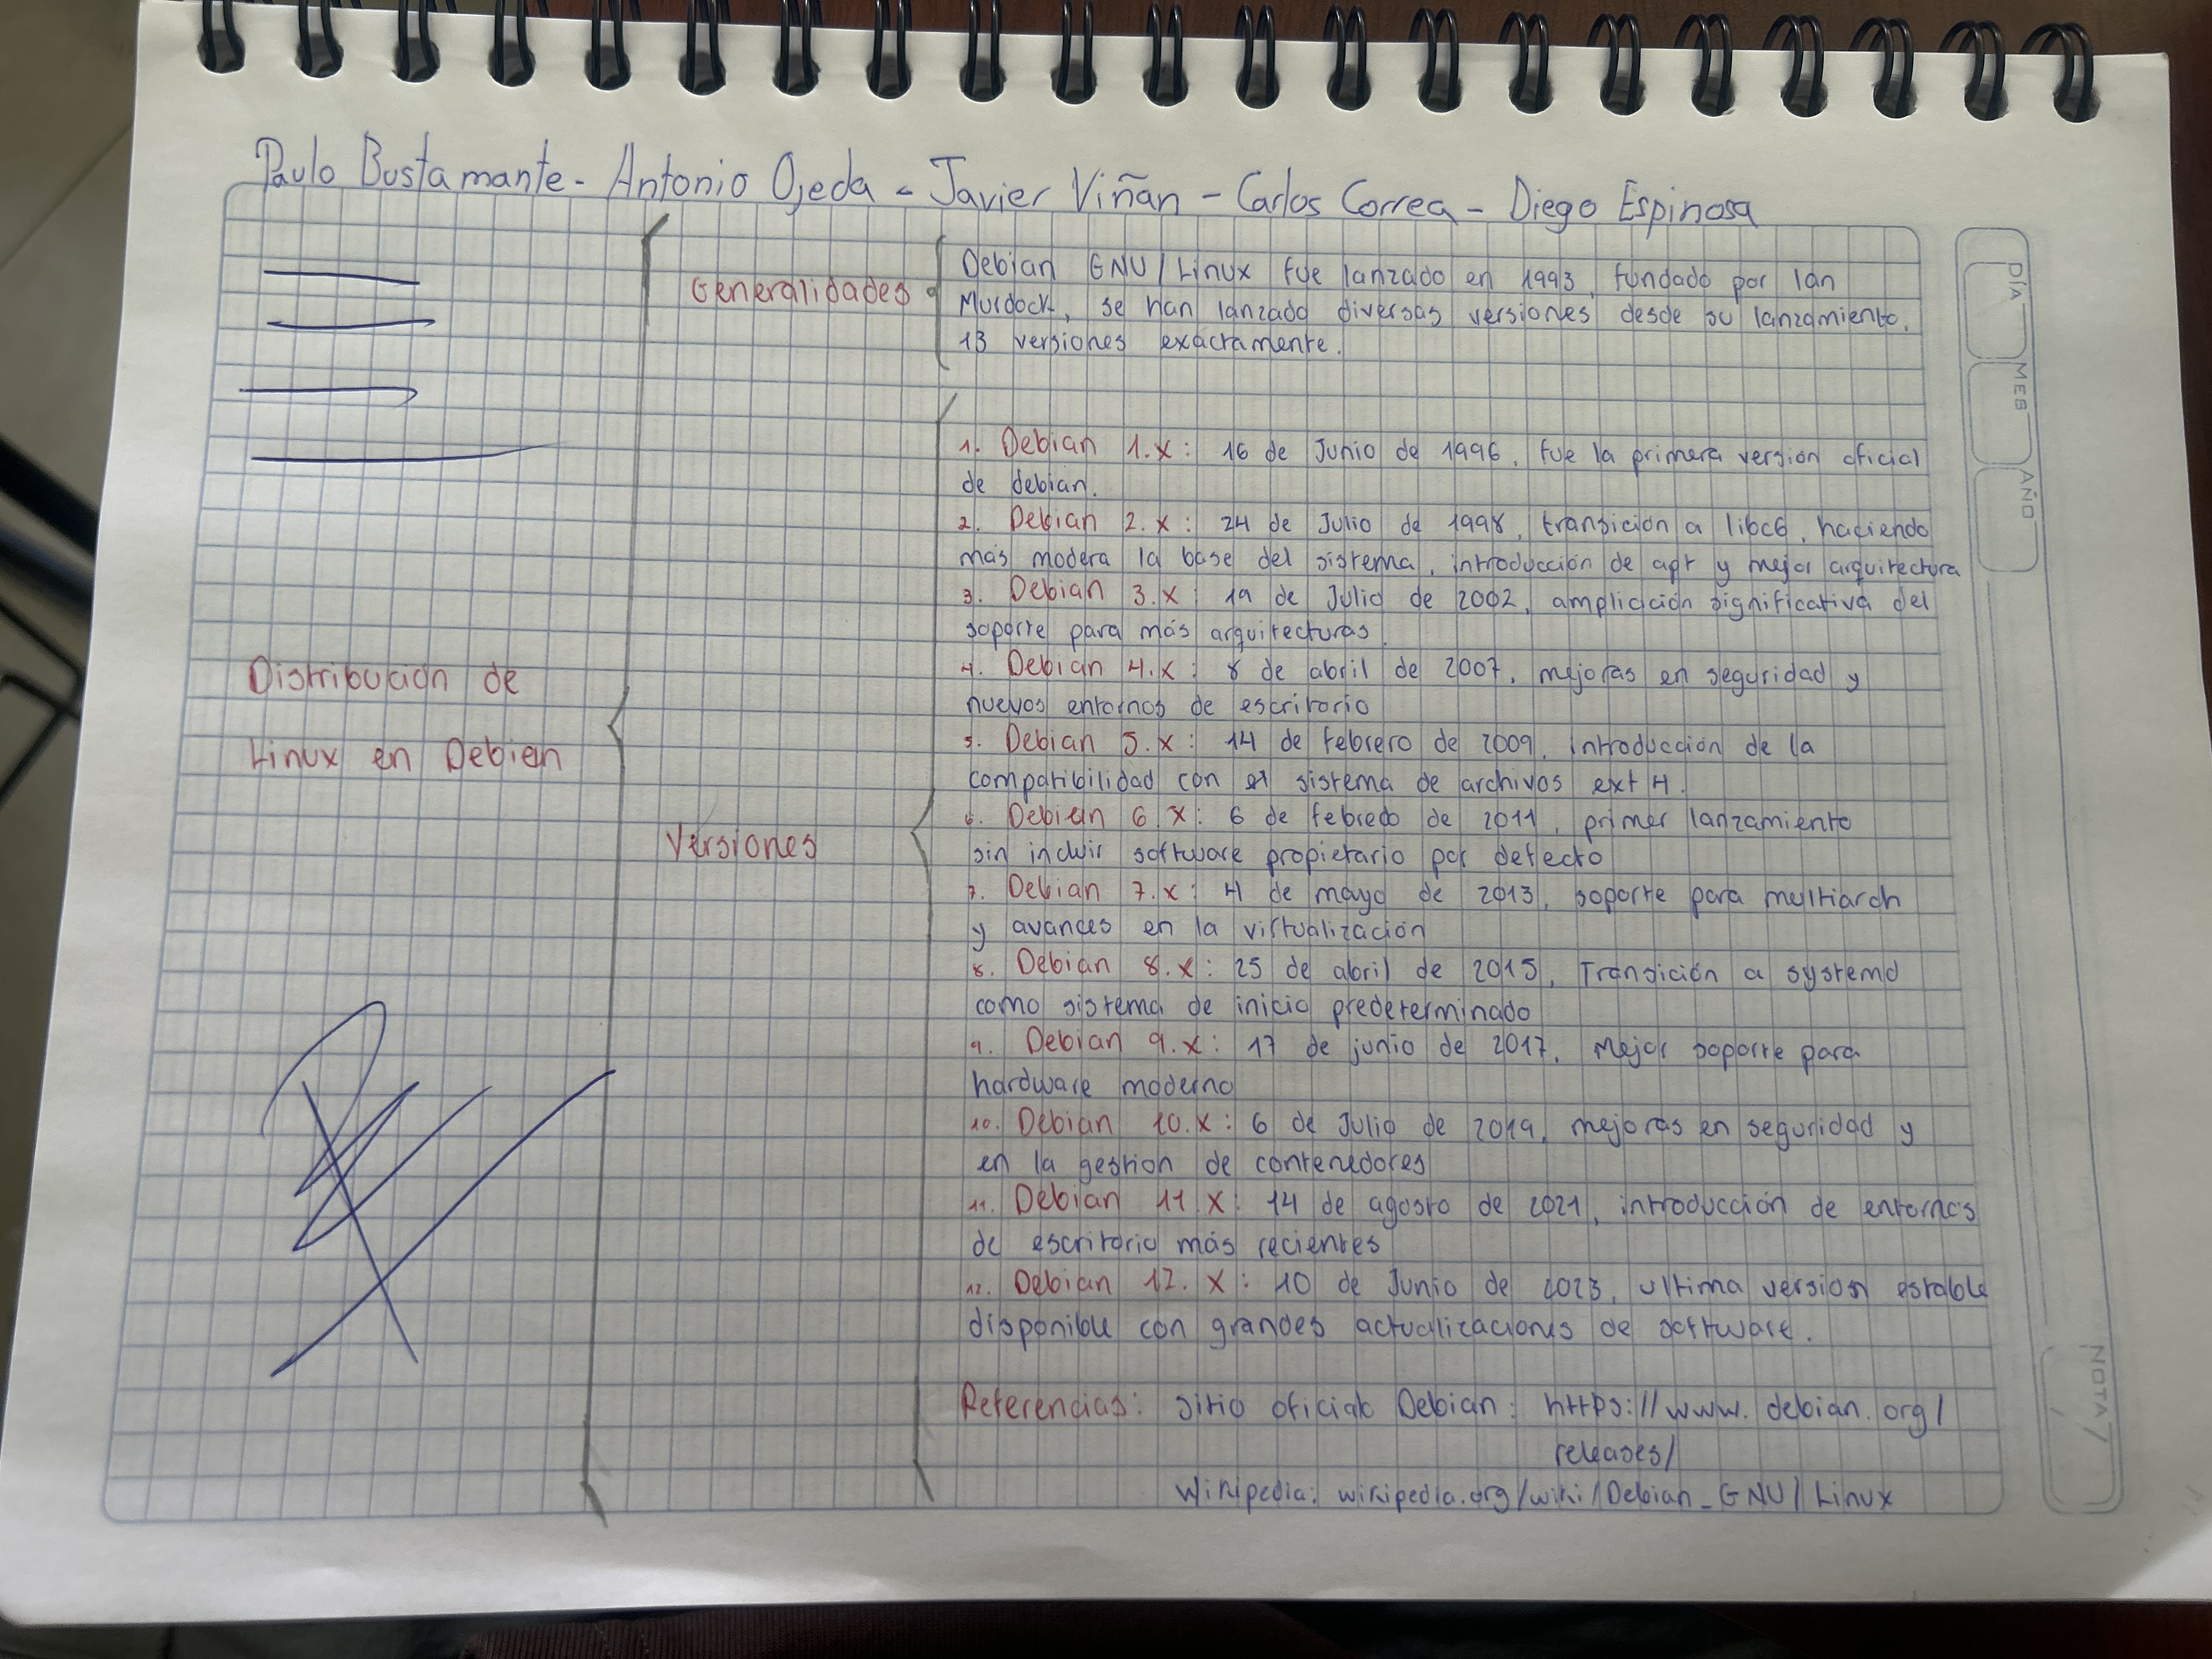 Paulo Bustamante - Antonio Ojeda - Javier Viñan - Carlos Correa - Diego Espinosa
Distribución de
Linux en Debian
Generalidades
Debian GNU/Linux fue lanzado en 1993, fundado por Ian
Murdock, se han lanzado diversas versiones desde su lanzamiento.
13 versiones exactamente.
Versiones
1. Debian 1.x: 16 de Junio de 1996, fue la primera versión oficial
de debian.
2. Debian 2.x: 24 de Julio de 1998, transición a libc6, haciendo
más modera la base del sistema, introducción de apt y mejor arquitectura
3. Debian 3.x: 19 de Julio de 2002, amplición significativa del
soporte para más arquitecturas.
4. Debian 4.x: 8 de abril de 2007, mejoras en seguridad y
nuevos entornos de escritorio
5. Debian 5.x: 14 de febrero de 2009, introducción de la
compatibilidad con el sistema de archivos ext4.
6. Debian 6.x: 6 de febredo de 2011, primer lanzamiento
sin incluir software propietario por defecto
7. Debian 7.x: 4 de mayo de 2013, soporte para multiarch
y avances en la virtualización
8. Debian 8.x: 25 de abril de 2015, Transición a systemd
como sistema de inicio predeterminado
9. Debian 9.x: 17 de junio de 2017, Mejor soporte para
hardware moderno
10. Debian 10.x: 6 de Julio de 2019, mejoras en seguridad y
en la gestion de contenedores
11. Debian 11.x: 14 de agosto de 2021, introducción de entornos
de escritorio más recientes
12. Debian 12.x: 10 de Junio de 2023, ultima version estable
disponible con grandes actualizacions de software.
Referencias: sitio oficial Debian: https://www.debian.org/
releases/
Wikipedia: wikipedia.org/wiki/Debian_GNU/Linux
DÍA
MES
AÑO
NOTA